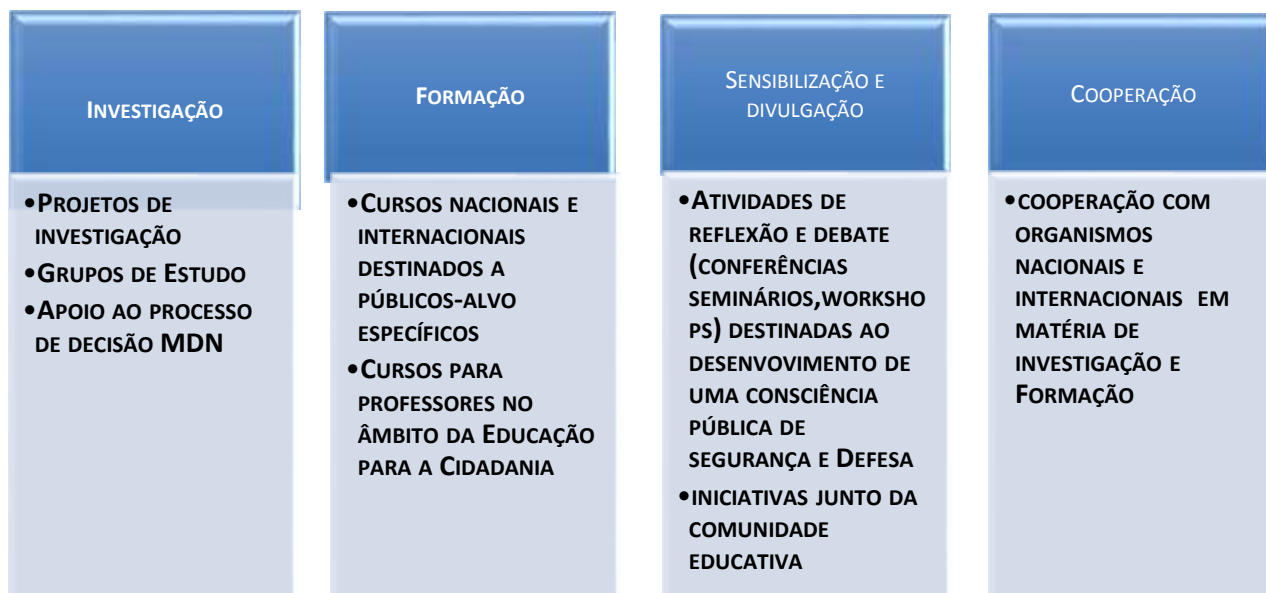 INVESTIGAÇÃO
•PROJETOS DE
INVESTIGAÇÃO
•GRUPOS DE ESTUDO
•APOIO AO PROCESSO
DE DECISÃO MDN
FORMAÇÃO
•CURSOS NACIONAIS E
INTERNACIONAIS
DESTINADOS A
PÚBLICOS-ALVO
ESPECÍFICOS
•CURSOS PARA
PROFESSORES NO
ÂMBITO DA EDUCAÇÃO
PARA A CIDADANIA
SENSIBILIZAÇÃO E
DIVULGAÇÃO
•ATIVIDADES DE
REFLEXÃO E DEBATE
(CONFERÊNCIAS
SEMINÁRIOS,WORKSHO
PS) DESTINADAS AO
DESENVOVIMENTO DE
UMA CONSCIÊNCIA
PÚBLICA DE
SEGURANÇA E DEFESA
•INICIATIVAS JUNTO DA
COMUNIDADE
EDUCATIVA
COOPERAÇÃO
•COOPERAÇÃO COM
ORGANISMOS
NACIONAIS E
INTERNACIONAIS EM
MATÉRIA DE
INVESTIGAÇÃO E
FORMAÇÃO